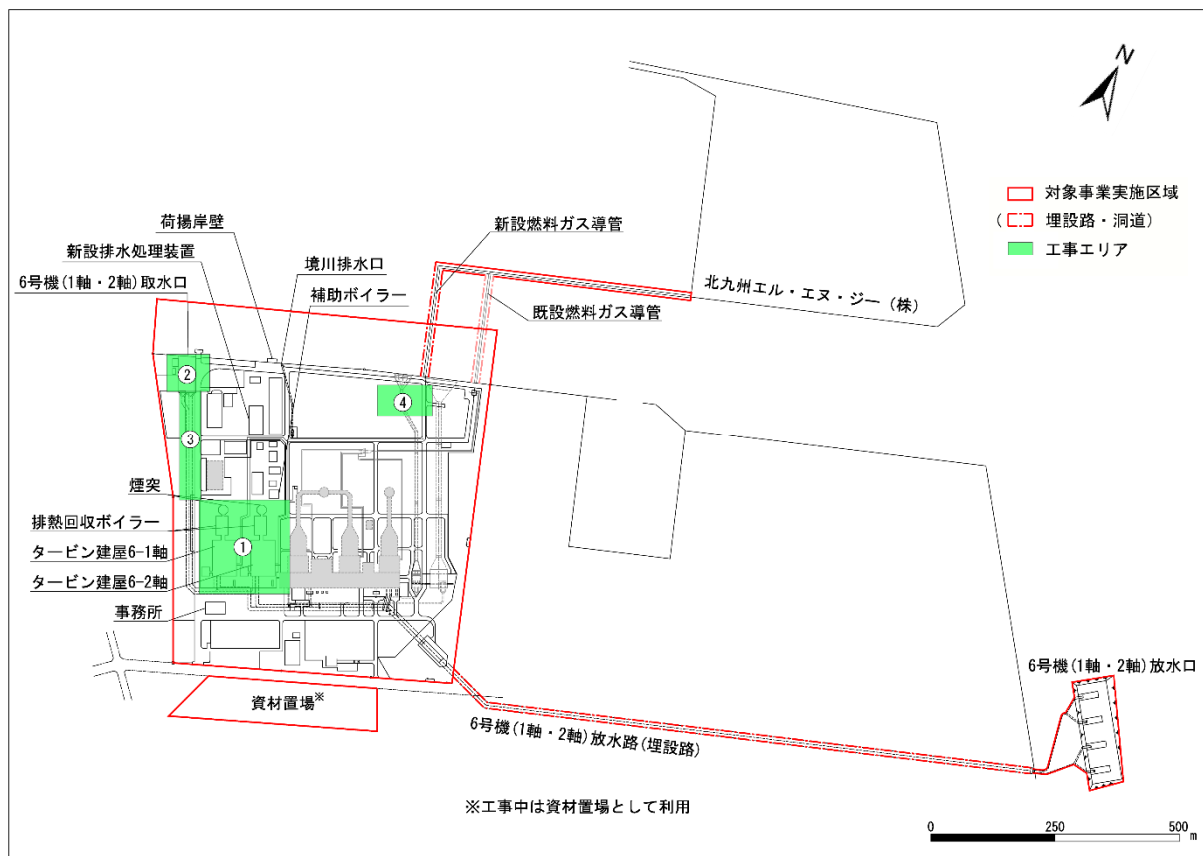 N
対象事業実施区域
( 埋設路・洞道)
工事エリア
荷揚岸壁
新設排水処理装置
6号機(1軸・2軸)取水口
境川排水口
補助ボイラー
新設燃料ガス導管
既設燃料ガス導管
北九州エル・エヌ・ジー(株)
②
④
③
煙突
排熱回収ボイラー
①
タービン建屋6-1軸
タービン建屋6-2軸
事務所
資材置場※
6号機(1軸・2軸)放水口
6号機(1軸・2軸)放水路(埋設路)
※工事中は資材置場として利用
0 250 500 m